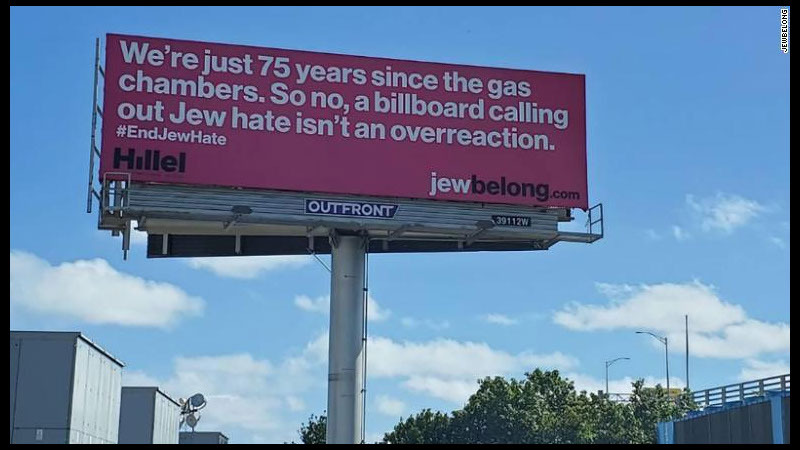 We're just 75 years since the gas
chambers. So no, a billboard calling
out Jew hate isn't an overreaction.
#EndJewHate
Hillel
jewbelong.com
OUTFRONT
39112W
JEWBELONG